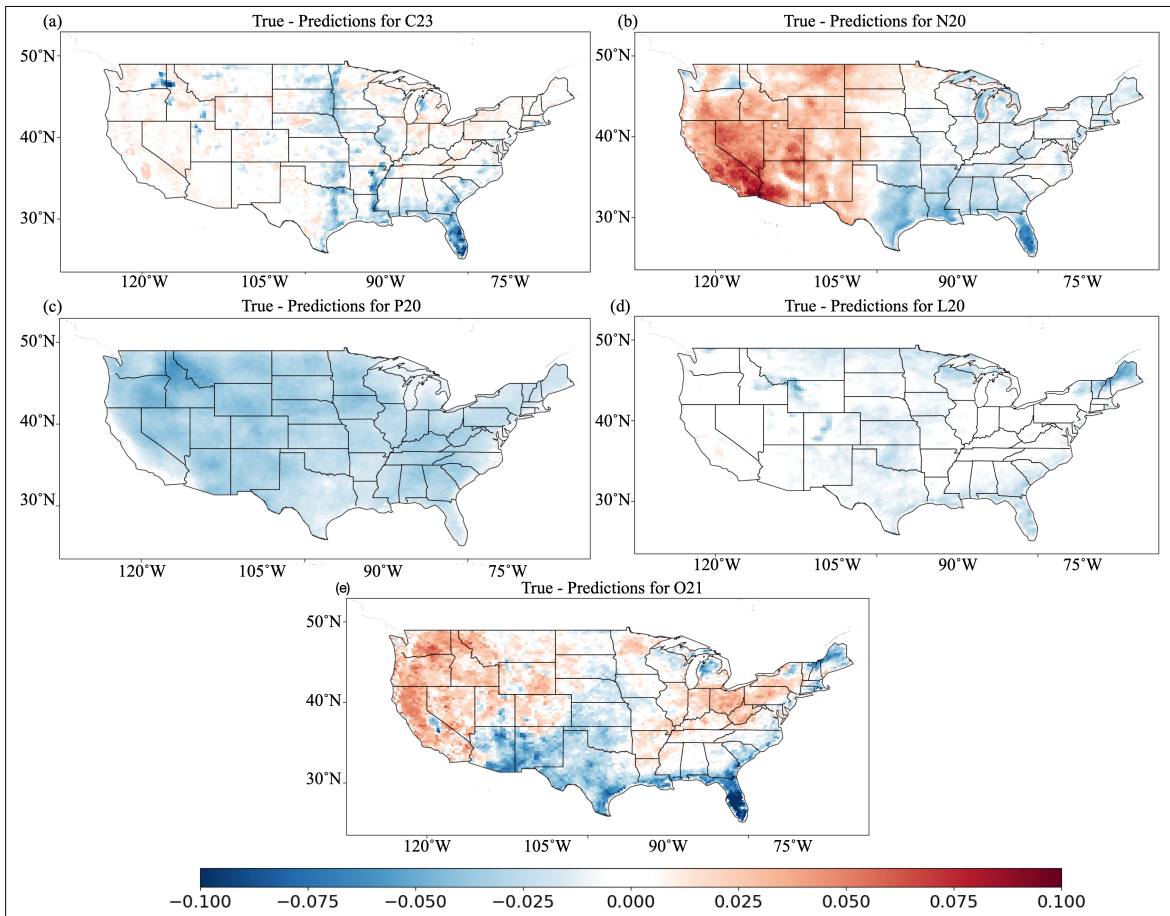 (a) True - Predictions for C23
50°N
40°N
30°N
120°W 105°W 90°W 75°W
(b) True - Predictions for N20
50°N
40°N
30°N
120°W 105°W 90°W 75°W
(c) True - Predictions for P20
50°N
40°N
30°N
120°W 105°W 90°W 75°W
(d) True - Predictions for L20
50°N
40°N
30°N
120°W 105°W 90°W 75°W
(e) True - Predictions for O21
50°N
40°N
30°N
120°W 105°W 90°W 75°W
−0.100 −0.075 −0.050 −0.025 0.000 0.025 0.050 0.075 0.100